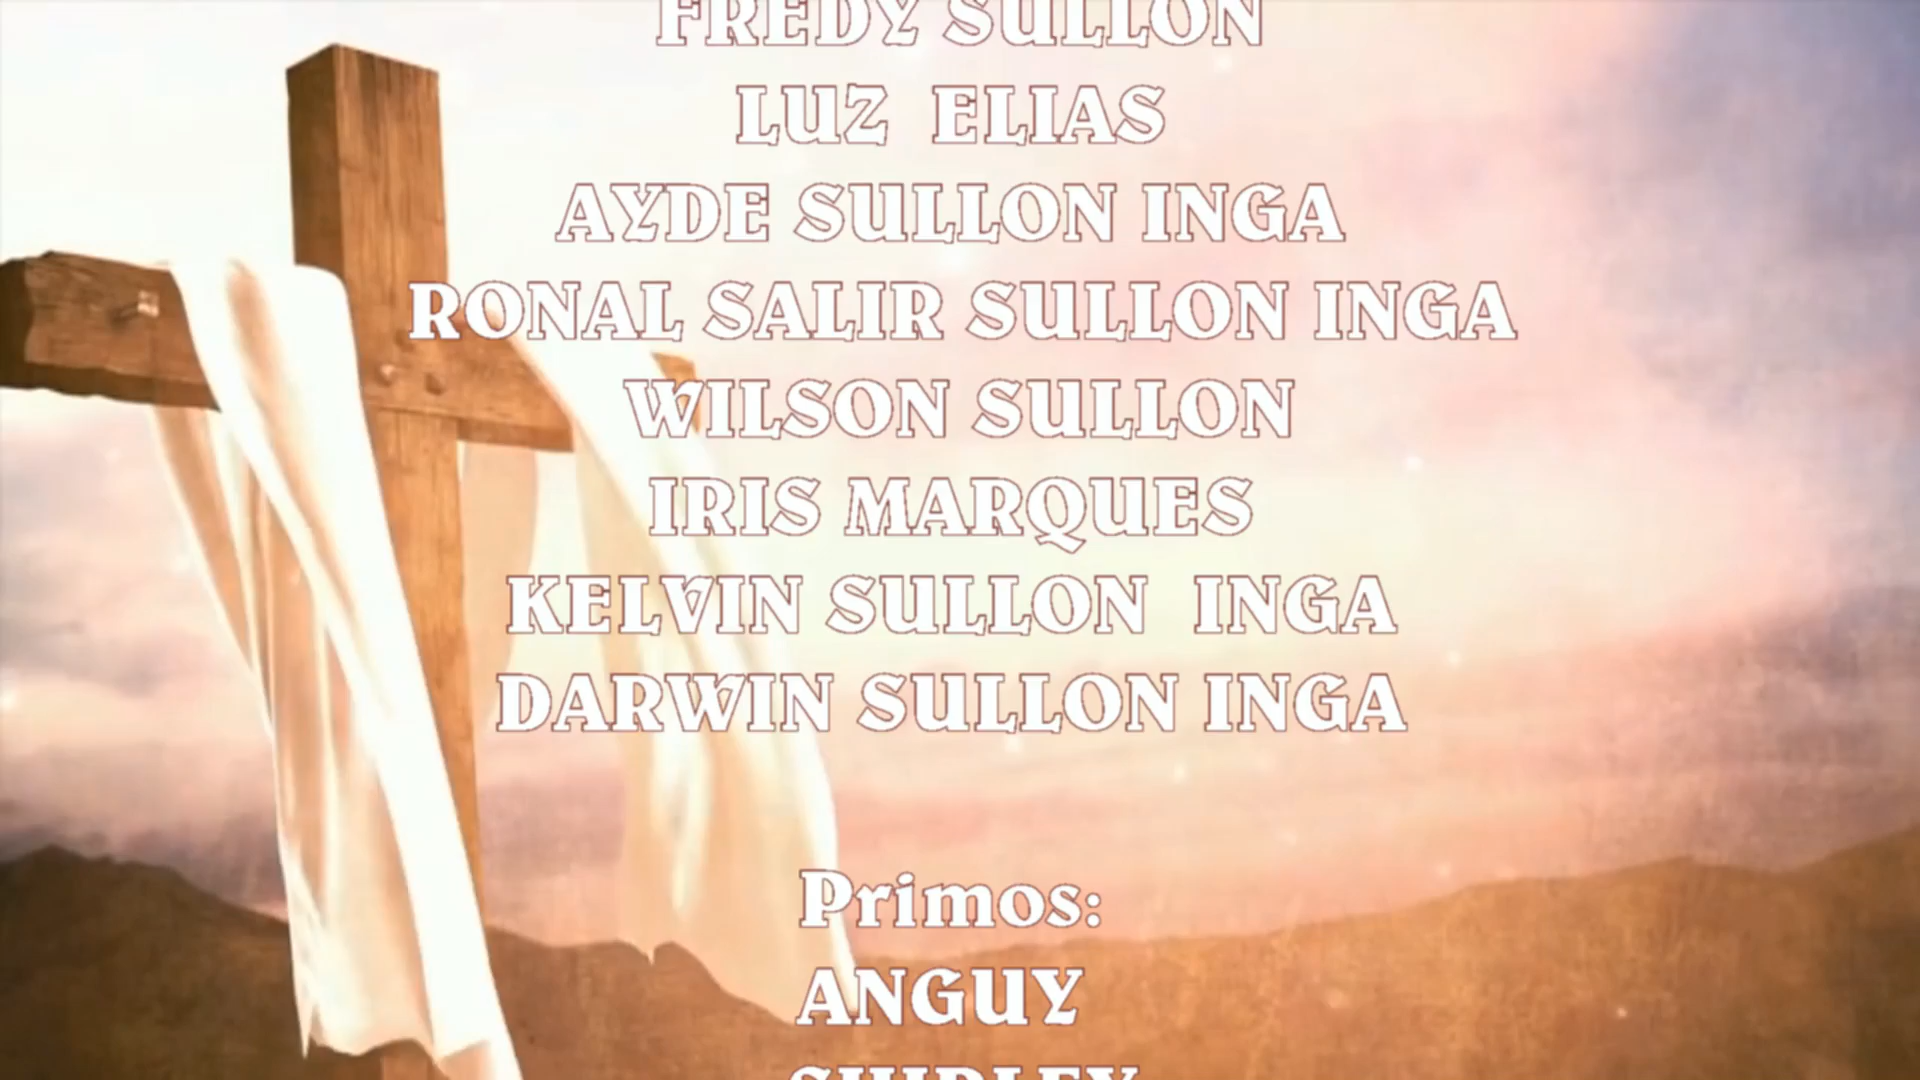 FREDY SULLON
LUZ ELIAS
AYDE SULLON INGA
RONAL SALIR SULLON INGA
WILSON SULLON
IRIS MARQUES
KELVIN SULLON INGA
DARWIN SULLON INGA
Primos:
ANGUY
SHIRLEY